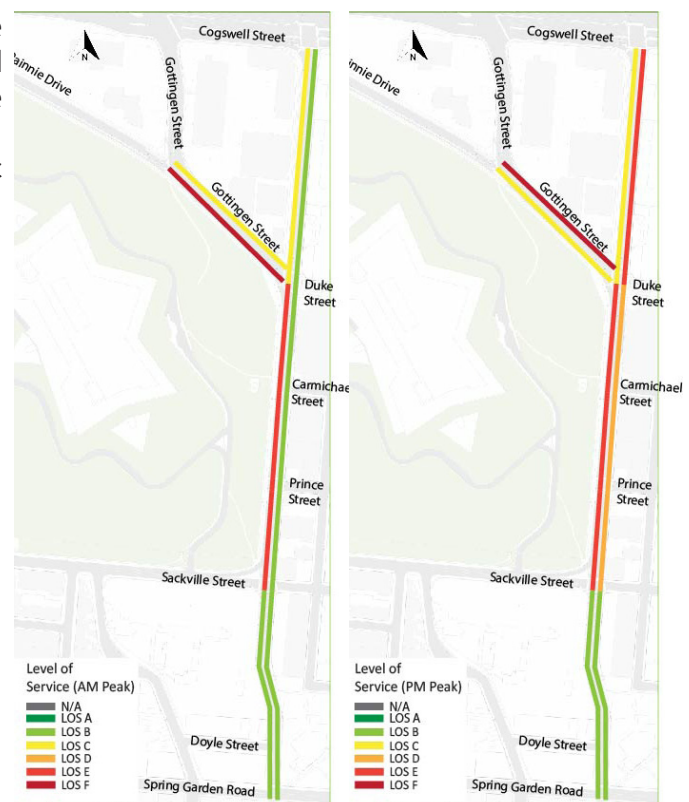 Cogswell Street
N
ainnie Drive
Gottingen Street
Gottingen Street
Duke
Street
Carmichael
Street
Prince
Street
Sackville Street
Level of
Service (AM Peak)
N/A
LOS A
LOS B
LOS C
LOS D
LOS E
LOS F
Doyle Street
Spring Garden Road
Cogswell Street
N
innie Drive
Gottingen Street
Gottingen Street
Duke
Street
Carmichael
Street
Prince
Street
Sackville Street
Level of
Service (PM Peak)
N/A
LOS A
LOS B
LOS C
LOS D
LOS E
LOS F
Doyle Street
Spring Garden Road